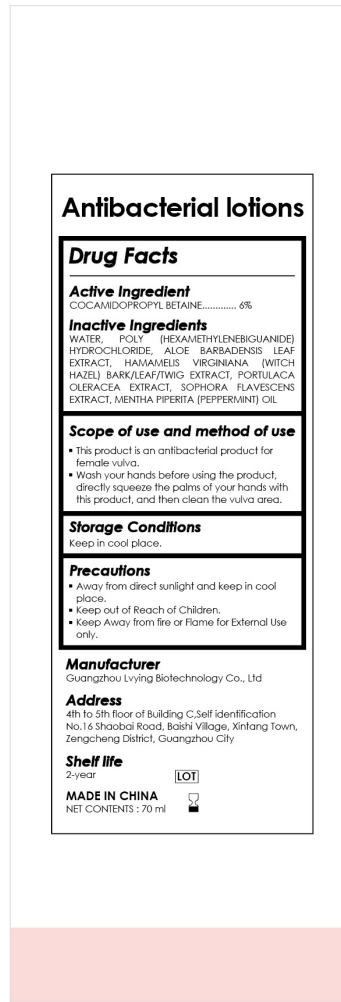 Antibacterial lotions
Drug Facts
Active Ingredient
COCAMIDOPROPYL BETAINE............. 6%
Inactive Ingredients
WATER, POLY (HEXAMETHYLENEBIGUANIDE)
HYDROCHLORIDE, ALOE BARBADENSIS LEAF
EXTRACT, HAMAMELIS VIRGINIANA (WITCH
HAZEL) BARK/LEAF/TWIG EXTRACT, PORTULACA
OLERACEA EXTRACT, SOPHORA FLAVESCENS
EXTRACT, MENTHA PIPERITA (PEPPERMINT) OIL
Scope of use and method of use
▪ This product is an antibacterial product for
female vulva.
▪ Wash your hands before using the product,
directly squeeze the palms of your hands with
this product, and then clean the vulva area.
Storage Conditions
Keep in cool place.
Precautions
▪ Away from direct sunlight and keep in cool
place.
▪ Keep out of Reach of Children.
▪ Keep Away from fire or Flame for External Use
only.
Manufacturer
Guangzhou Lvying Biotechnology Co., Ltd
Address
4th to 5th floor of Building C,Self identification
No.16 Shaobai Road, Baishi Village, Xintang Town,
Zengcheng District, Guangzhou City
Shelf life
2-year
LOT
MADE IN CHINA
NET CONTENTS : 70 ml